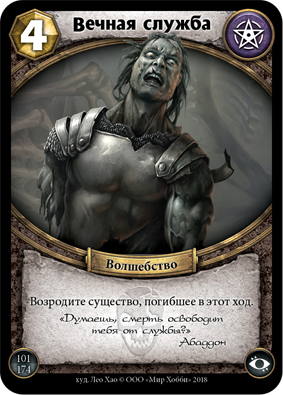 4
Вечная служба
Волшебство
Возродите существо, погибшее в этот ход.
«Думаешь, смерть освободит
тебя от службы?»
Абаддон
101
174
худ. Лео Хао © ООО «Мир Хобби» 2018